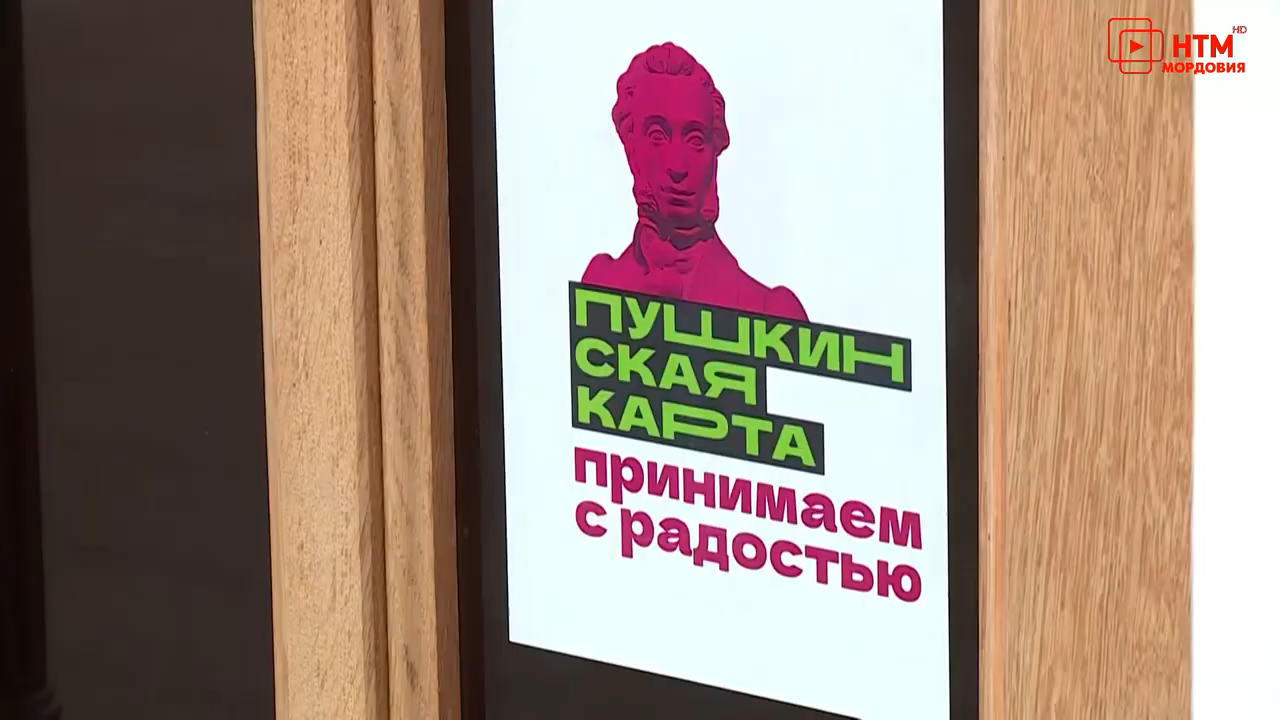 НТМ HD
МОРДОВИЯ
ПУШКИН
СКАЯ
КАРТА
принимаем
с радостью